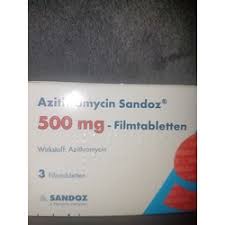 Azithromycin Sandoz®
500 mg - Filmtabletten
Wirkstoff: Azithromycin
3 Filmtabletten
SANDOZ